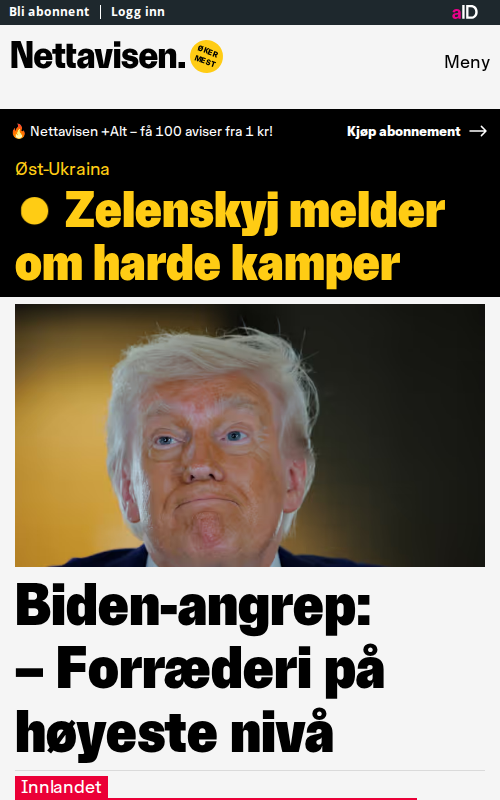 Bli abonnent
Logg inn
aID
Nettavisen.
ØKER
MEST
Meny
Nettavisen +Alt – få 100 aviser fra 1 kr!
Kjøp abonnement
Øst-Ukraina
Zelenskyj melder
om harde kamper
Biden-angrep:
– Forræderi på
høyeste nivå
Innlandet